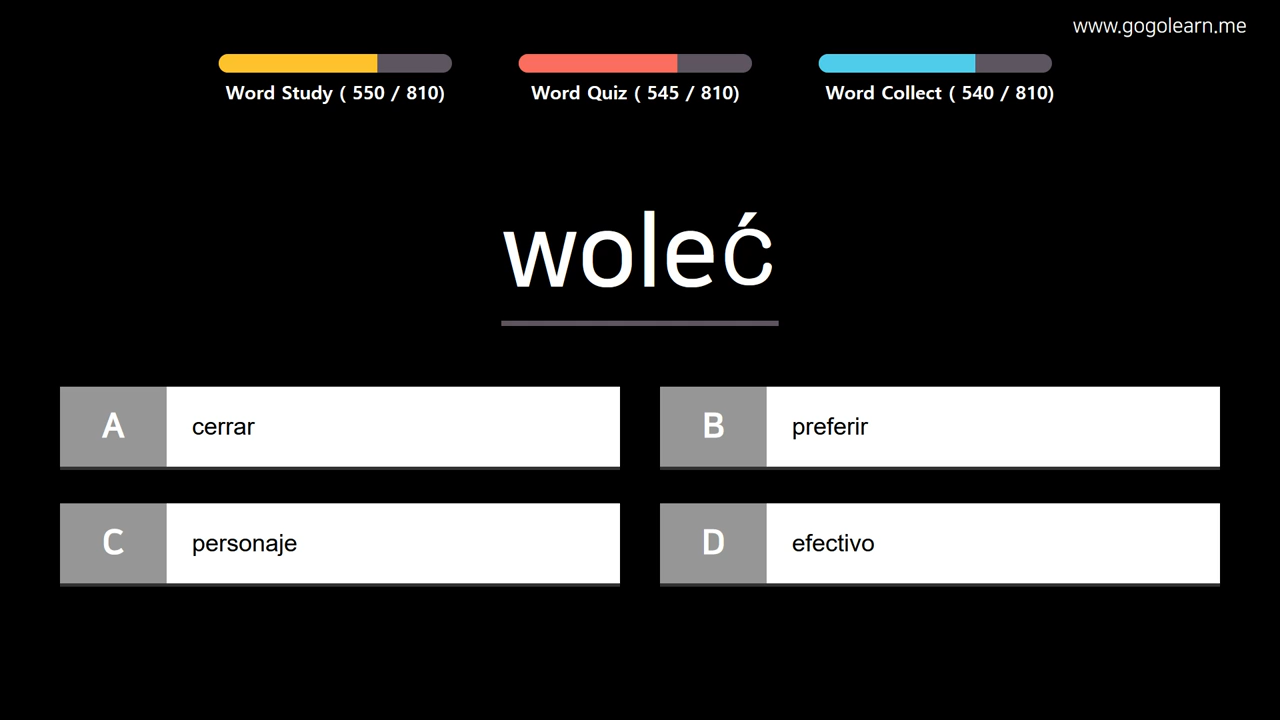 www.gogolearn.me
Word Study ( 550 / 810)
Word Quiz ( 545 / 810)
Word Collect ( 540 / 810)
woleć
A cerrar
B preferir
C personaje
D efectivo